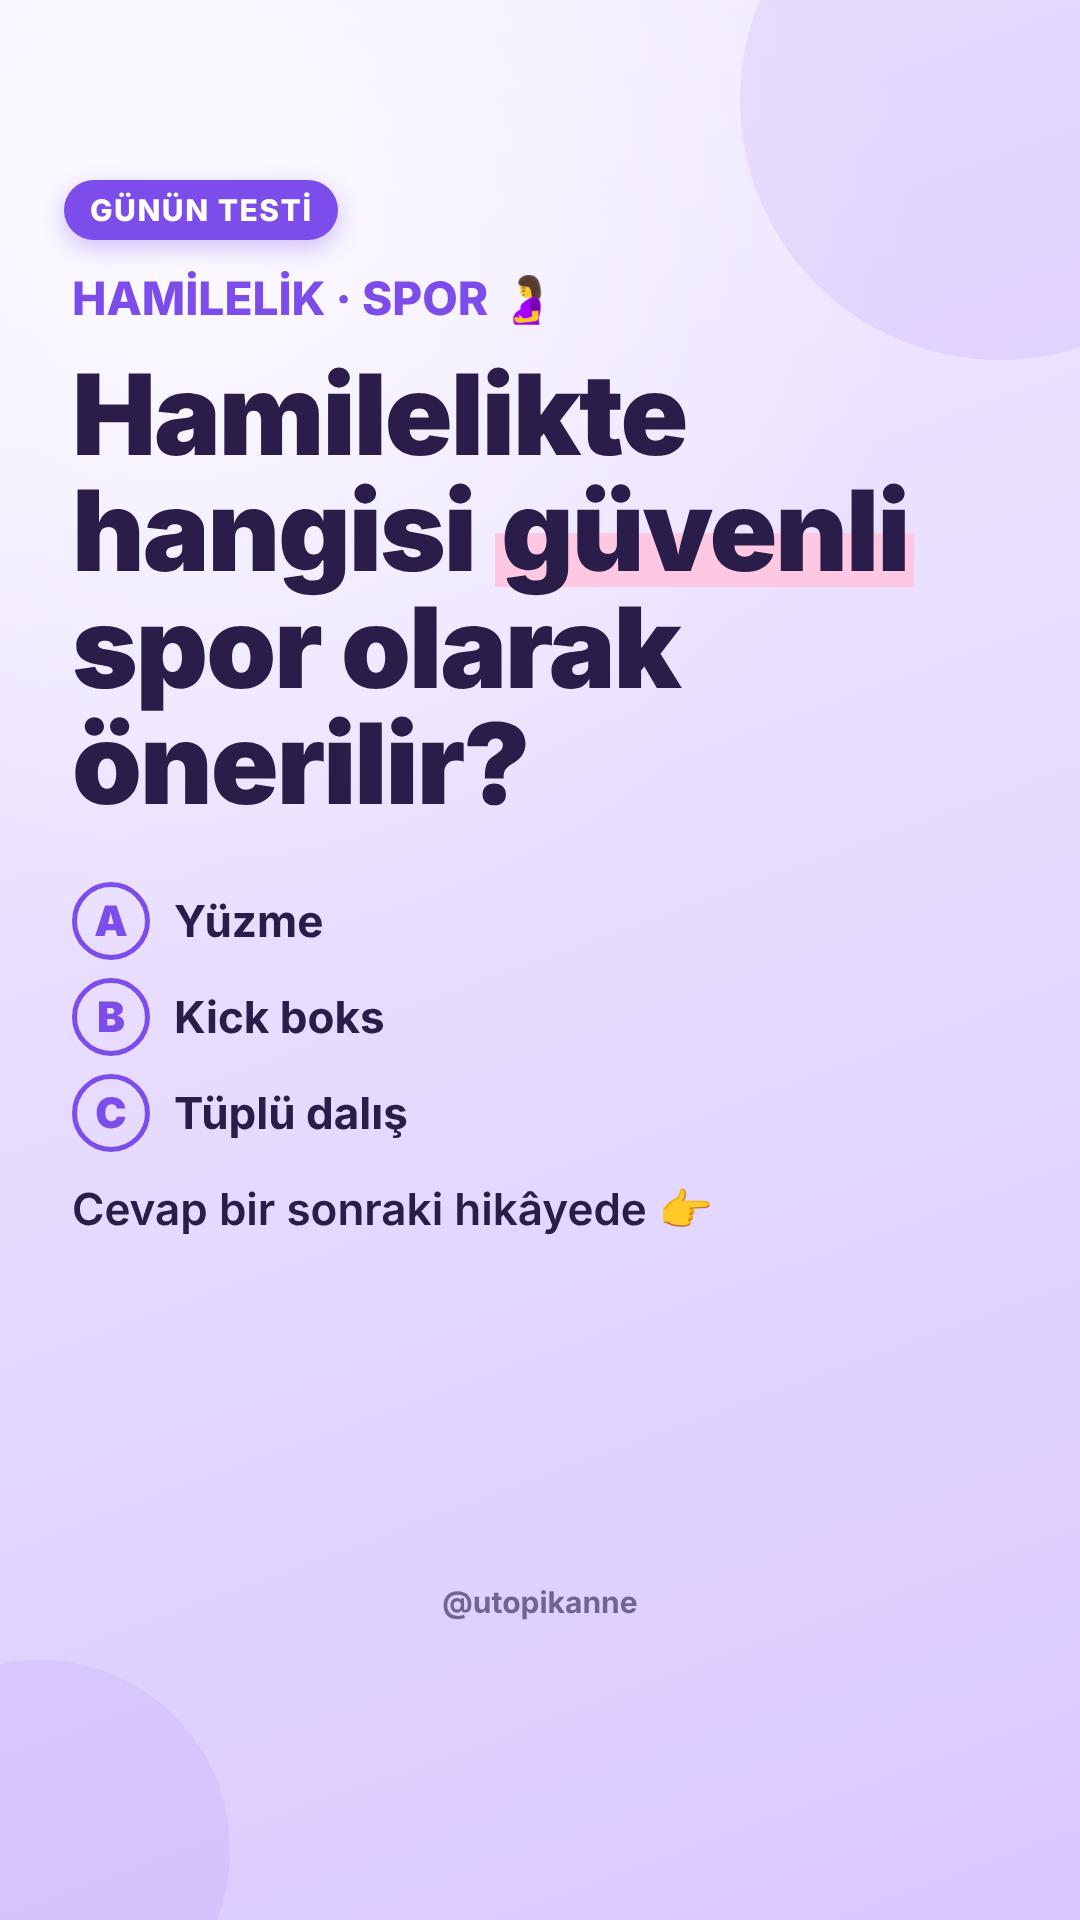 GÜNÜN TESTİ
HAMİLELİK · SPOR 🤰
Hamilelikte
hangisi güvenli
spor olarak
önerilir?
A Yüzme
B Kick boks
C Tüplü dalış
Cevap bir sonraki hikâyede 👉
@utopikanne